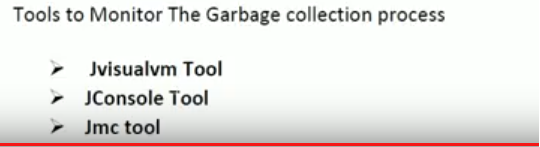 Tools to Monitor The Garbage collection process
➢ Jvisualvm Tool
➢ JConsole Tool
➢ Jmc tool